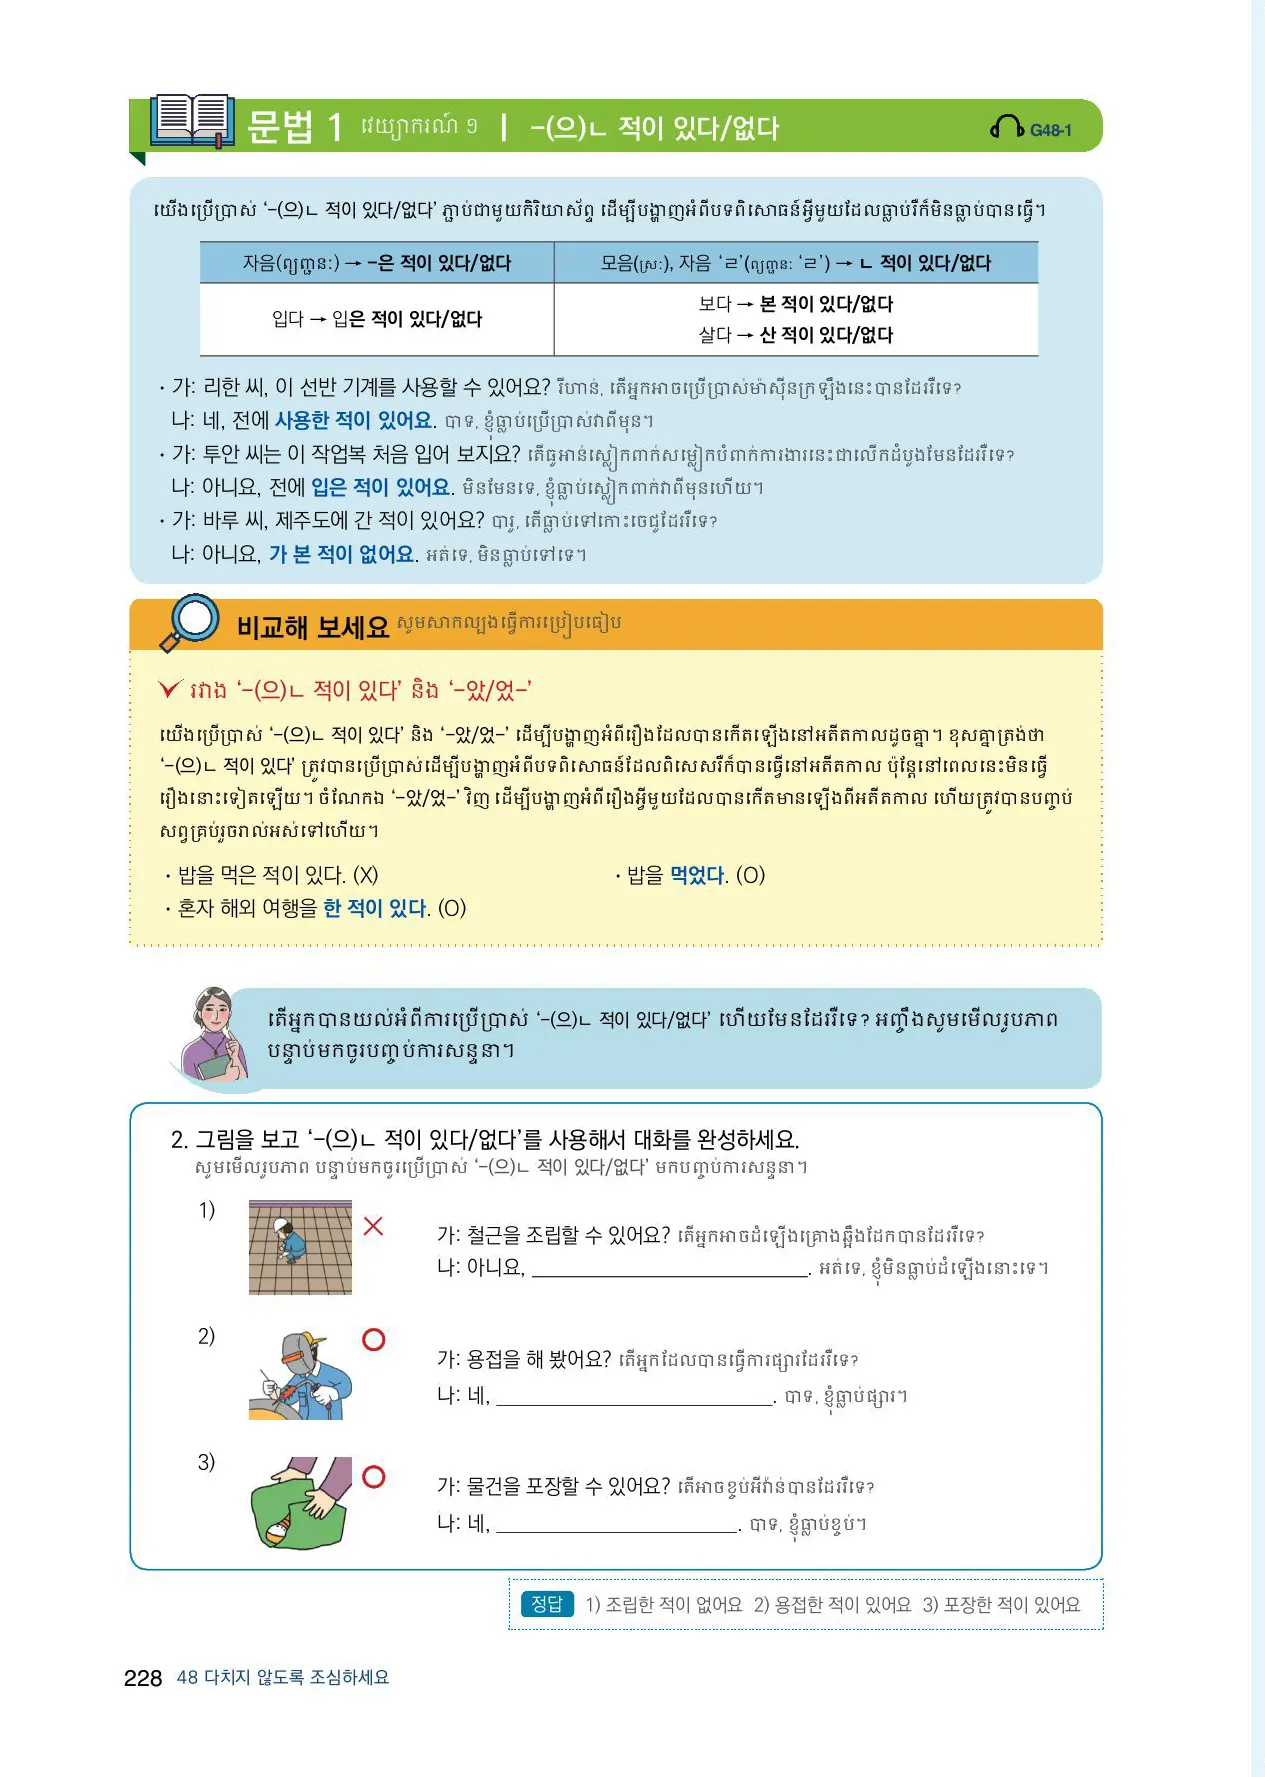 문법 1 វេយ្យាករណ៍ ១ | -(으)ㄴ 적이 있다/없다 G48-1
យើងប្រើប្រាស់ ‘-(으)ㄴ 적이 있다/없다’ ភ្ជាប់ជាមួយកិរិយាស័ព្ទ ដើម្បីបង្ហាញអំពីបទពិសោធន៍អ្វីមួយដែលធ្លាប់រឺក៏មិនធ្លាប់បានធ្វើ។
자음(ព្យញ្ជនៈ) → -은 적이 있다/없다 모음(ស្រៈ), 자음 ‘ㄹ’(ព្យញ្ជនៈ ‘ㄹ’) → ㄴ 적이 있다/없다
입다 → 입은 적이 있다/없다
보다 → 본 적이 있다/없다
살다 → 산 적이 있다/없다
• 가: 리한 씨, 이 선반 기계를 사용할 수 있어요? រីហាន់, តើអ្នកអាចប្រើប្រាស់ម៉ាស៊ីនក្រឡឹងនេះបានដែររឺទេ?
나: 네, 전에 사용한 적이 있어요. បាទ, ខ្ញុំធ្លាប់ប្រើប្រាស់វាពីមុន។
• 가: 투안 씨는 이 작업복 처음 입어 보지요? តើធូអាន់ស្លៀកពាក់សម្លៀកបំពាក់ការងារនេះជាលើកដំបូងមែនដែររឺទេ?
나: 아니요, 전에 입은 적이 있어요. មិនមែនទេ, ខ្ញុំធ្លាប់ស្លៀកពាក់វាពីមុនហើយ។
• 가: 바루 씨, 제주도에 간 적이 있어요? បារូ, តើធ្លាប់ទៅកោះចេជូដែររឺទេ?
나: 아니요, 가 본 적이 없어요. អត់ទេ, មិនធ្លាប់ទៅទេ។
비교해 보세요 សូមសាកល្បងធ្វើការប្រៀបធៀប
រវាង ‘-(으)ㄴ 적이 있다’ និង ‘-았/었-’
យើងប្រើប្រាស់ ‘-(으)ㄴ 적이 있다’ និង ‘-았/었-’ ដើម្បីបង្ហាញអំពីរឿងដែលបានកើតឡើងនៅអតីតកាលដូចគ្នា។ ខុសគ្នាត្រង់ថា
‘-(으)ㄴ 적이 있다’ ត្រូវបានប្រើប្រាស់ដើម្បីបង្ហាញអំពីបទពិសោធន៍ដែលពិសេសរឺក៏បានធ្វើនៅអតីតកាល ប៉ុន្តែនៅពេលនេះមិនធ្វើ
រឿងនោះទៀតឡើយ។ ចំណែកឯ ‘-았/었-’ វិញ ដើម្បីបង្ហាញអំពីរឿងអ្វីមួយដែលបានកើតមានឡើងពីអតីតកាល ហើយត្រូវបានបញ្ចប់
សព្វគ្រប់រួចរាល់អស់ទៅហើយ។
• 밥을 먹은 적이 있다. (X) • 밥을 먹었다. (O)
• 혼자 해외 여행을 한 적이 있다. (O)
តើអ្នកបានយល់អំពីការប្រើប្រាស់ ‘-(으)ㄴ 적이 있다/없다’ ហើយមែនដែររឺទេ? អញ្ចឹងសូមមើលរូបភាព
បន្ទាប់មកចូរបញ្ចប់ការសន្ទនា។
2. 그림을 보고 ‘-(으)ㄴ 적이 있다/없다’를 사용해서 대화를 완성하세요.
សូមមើលរូបភាព បន្ទាប់មកចូរប្រើប្រាស់ ‘-(으)ㄴ 적이 있다/없다’ មកបញ្ចប់ការសន្ទនា។
1)
가: 철근을 조립할 수 있어요? តើអ្នកអាចដំឡើងគ្រោងឆ្អឹងដែកបានដែររឺទេ?
나: 아니요, ____________________. អត់ទេ, ខ្ញុំមិនធ្លាប់ដំឡើងនោះទេ។
2)
가: 용접을 해 봤어요? តើអ្នកដែលបានធ្វើការផ្សារដែររឺទេ?
나: 네, ____________________. បាទ, ខ្ញុំធ្លាប់ផ្សារ។
3)
가: 물건을 포장할 수 있어요? តើអាចខ្ចប់អីវ៉ាន់បានដែររឺទេ?
나: 네, ____________________. បាទ, ខ្ញុំធ្លាប់ខ្ចប់។
정답 1) 조립한 적이 없어요 2) 용접한 적이 있어요 3) 포장한 적이 있어요
228 48 다치지 않도록 조심하세요